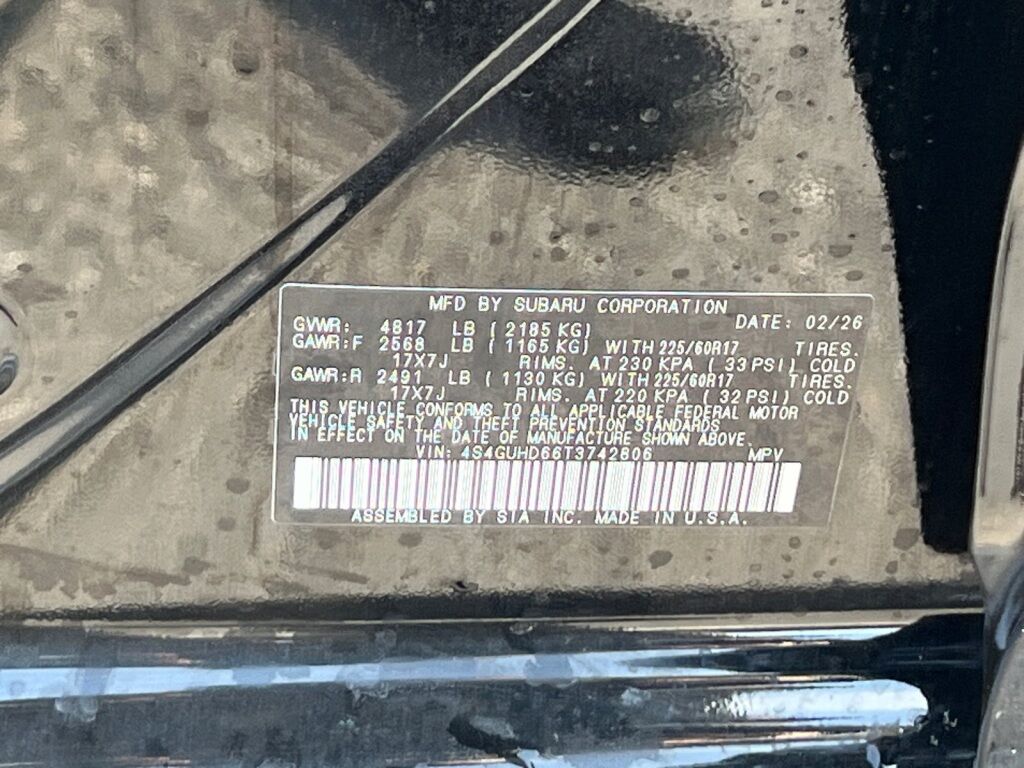 MFD BY SUBARU CORPORATION
DATE: 02/26
GVWR: 4817 LB ( 2185 KG)
GAWR:F 2568 LB ( 1165 KG) WITH 225/60R17 TIRES.
17X7J RIMS. AT 230 KPA ( 33 PSI) COLD
GAWR:R 2491 LB ( 1130 KG) WITH 225/60R17 TIRES.
17X7J RIMS. AT 220 KPA ( 32 PSI) COLD
THIS VEHICLE CONFORMS TO ALL APPLICABLE FEDERAL MOTOR
VEHICLE SAFETY AND THEFT PREVENTION STANDARDS
IN EFFECT ON THE DATE OF MANUFACTURE SHOWN ABOVE.
VIN: 4S4GUHD66T3742806 MPV
ASSEMBLED BY SIA INC. MADE IN U.S.A.